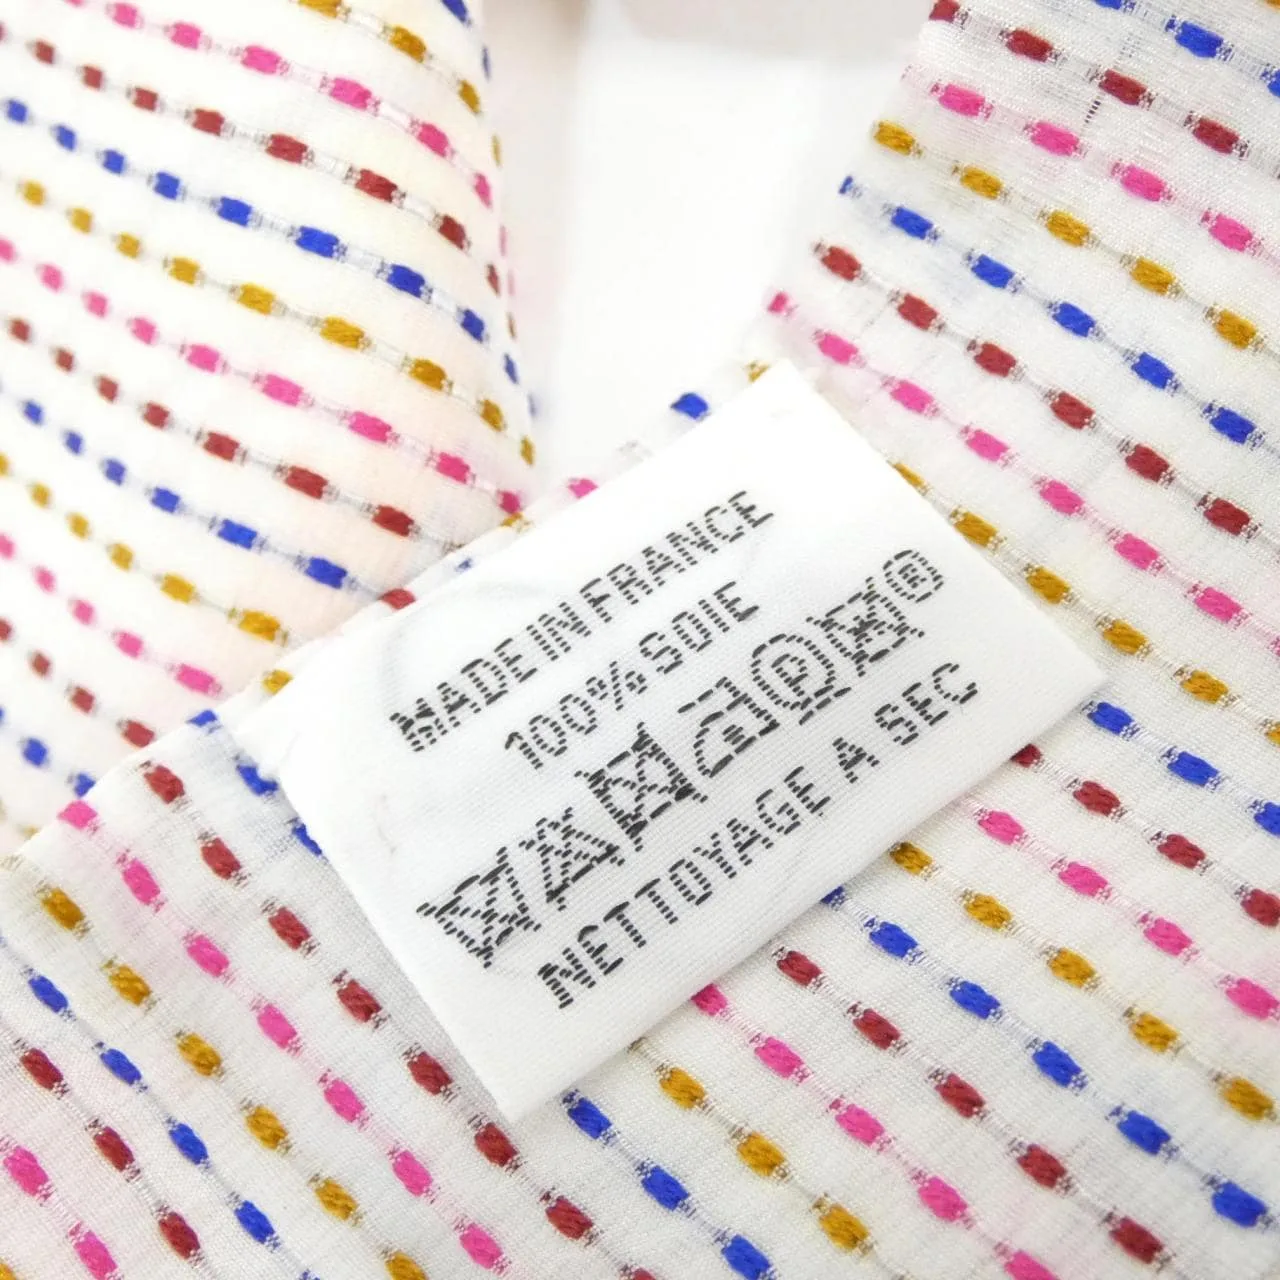 MADE IN FRANCE
100% SOIE
P ®
NETTOYAGE A SEC